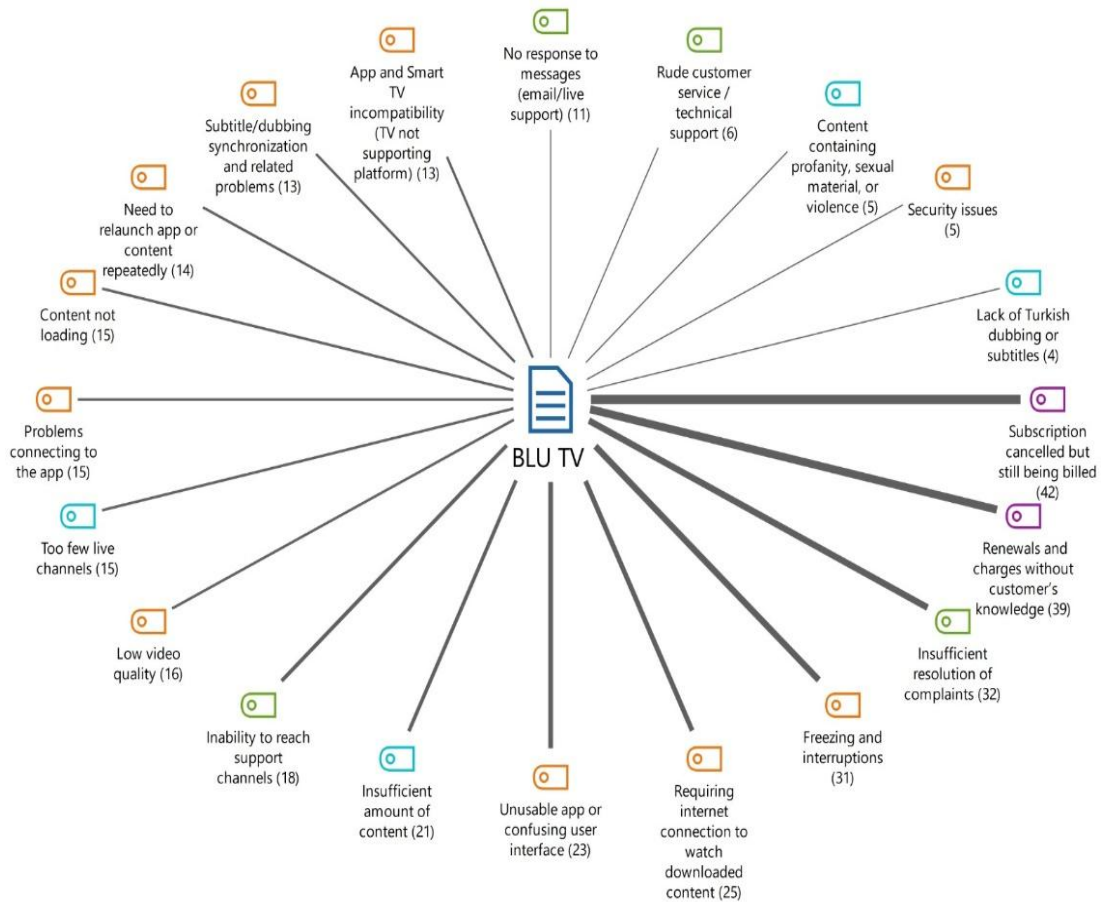 No response to
messages
(email/live
support) (11)
Rude customer
service /
technical
support (6)
Content
containing
profanity, sexual
material, or
violence (5)
Security issues
(5)
Lack of Turkish
dubbing or
subtitles (4)
Subscription
cancelled but
still being billed
(42)
Renewals and
charges without
customer's
knowledge (39)
Insufficient
resolution of
complaints (32)
Freezing and
interruptions
(31)
Requiring
internet
connection to
watch
downloaded
content (25)
Unusable app or
confusing user
interface (23)
Insufficient
amount of
content (21)
Inability to reach
support
channels (18)
Low video
quality (16)
Too few live
channels (15)
Problems
connecting to
the app (15)
Content not
loading (15)
Need to
relaunch app or
content
repeatedly (14)
Subtitle/dubbing
synchronization
and related
problems (13)
App and Smart
TV
incompatibility
(TV not
supporting
platform) (13)
BLU TV